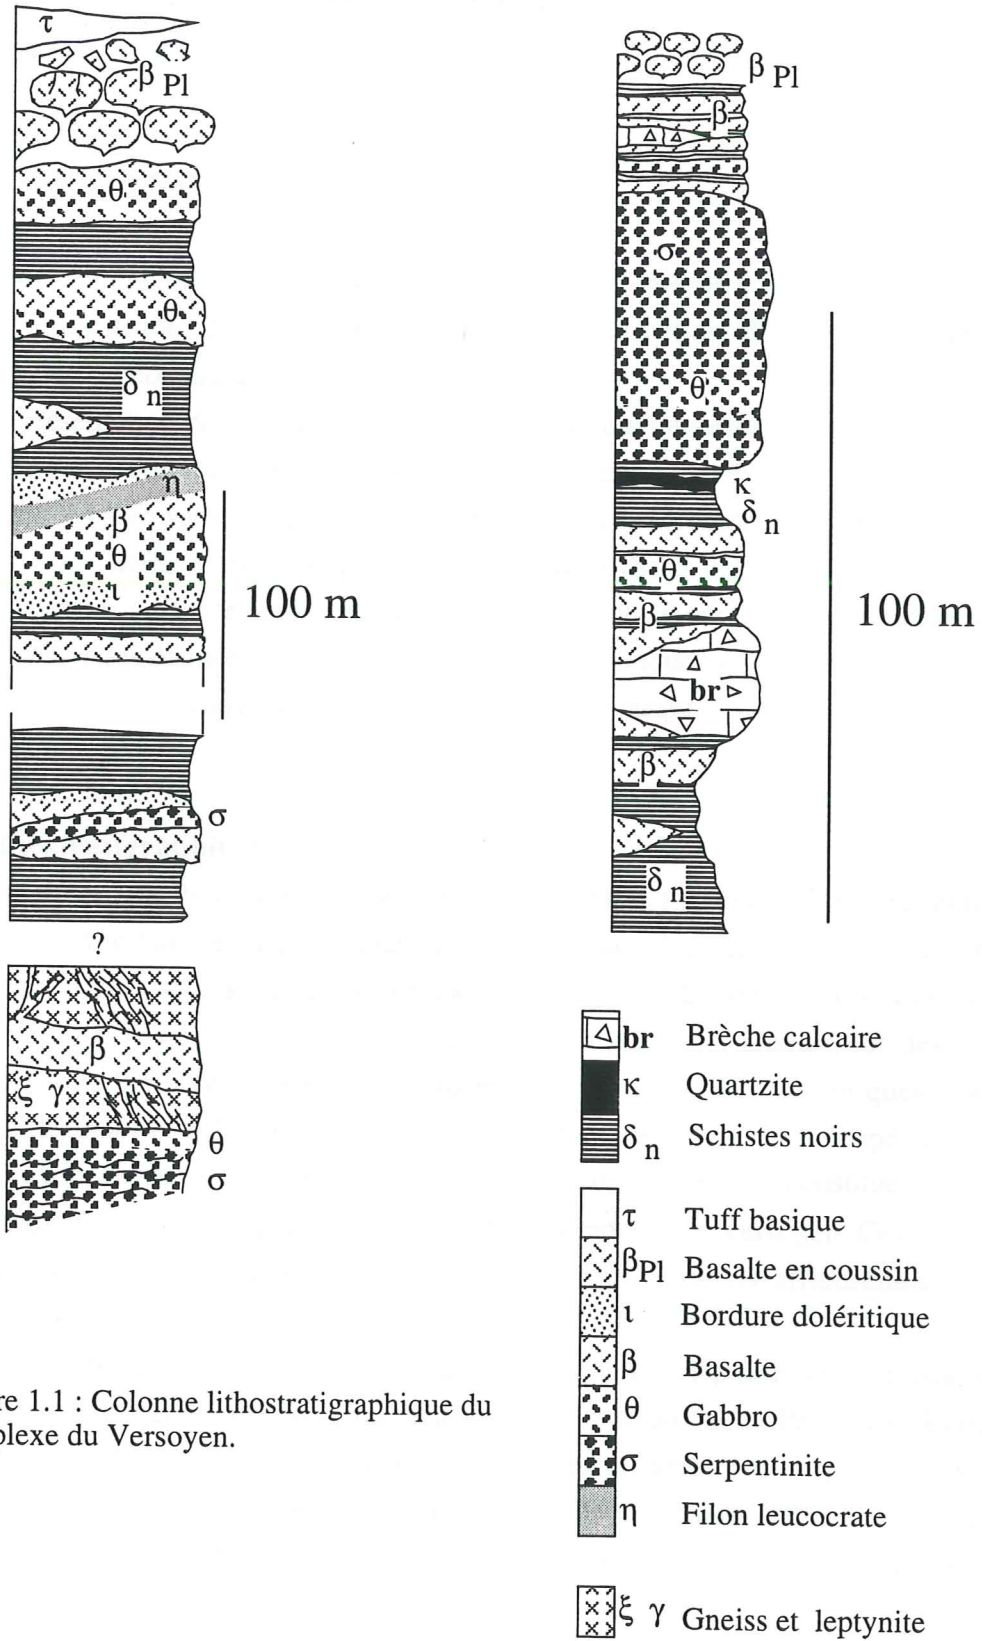 τ
β Pl
θ
θ
δ n
η
β
θ
ι
100 m
σ
?
β
ξ γ
θ
σ
β Pl
β
σ
θ
κ
δ n
θ
β
br
β
δ n
100 m
br Brèche calcaire
κ Quartzite
δ n Schistes noirs
τ Tuff basique
βPl Basalte en coussin
ι Bordure doléritique
β Basalte
θ Gabbro
σ Serpentinite
η Filon leucocrate
ξ γ Gneiss et leptynite
re 1.1 : Colonne lithostratigraphique du
plexe du Versoyen.